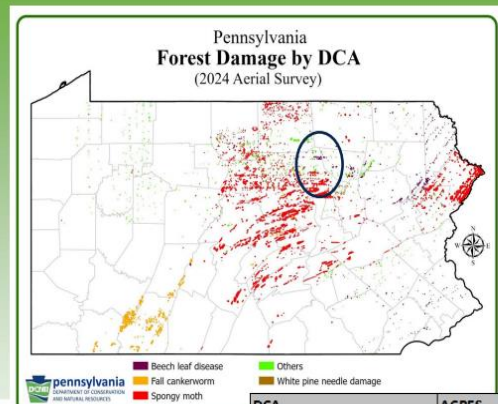 Pennsylvania
Forest Damage by DCA
(2024 Aerial Survey)
N
W E
S
Beech leaf disease
Others
Fall cankerworm
White pine needle damage
Spongy moth
DCNR
pennsylvania
DEPARTMENT OF CONSERVATION
AND NATURAL RESOURCES
DCA ACRES